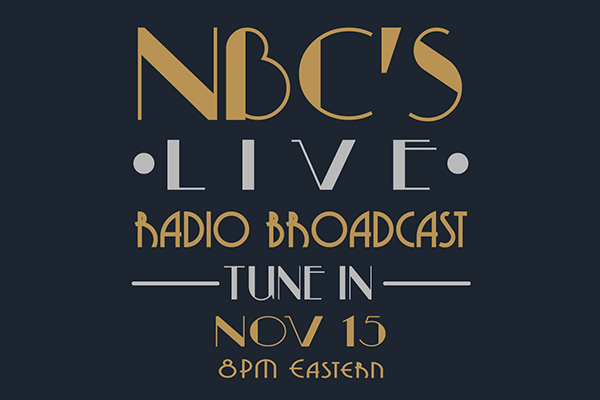 NBC'S
LIVE
RADIO BROADCAST
TUNE IN
NOV 15
8PM EASTERN